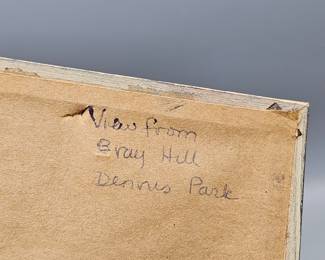 View from
Bray Hill
Dennis Park